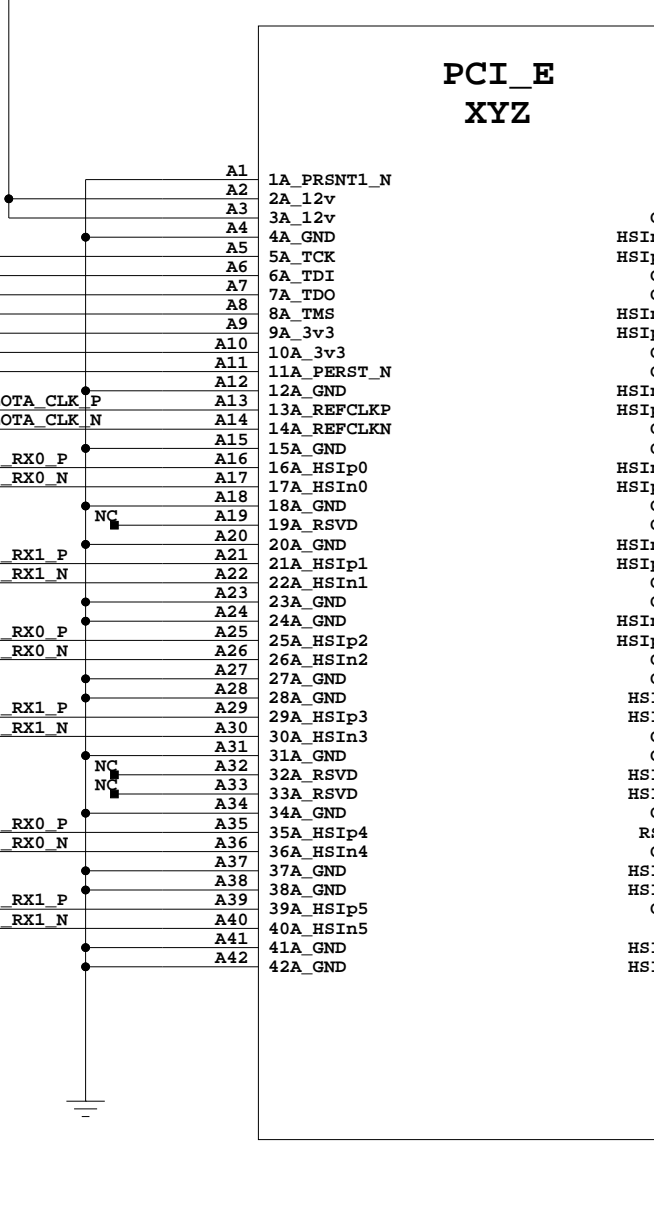 PCI_E
XYZ
A1 1A_PRSNT1_N
A2 2A_12v
A3 3A_12v
A4 4A_GND
A5 5A_TCK
A6 6A_TDI
A7 7A_TDO
A8 8A_TMS
A9 9A_3v3
A10 10A_3v3
A11 11A_PERST_N
A12 12A_GND
OTA_CLK_P A13 13A_REFCLKP
OTA_CLK_N A14 14A_REFCLKN
A15 15A_GND
_RX0_P A16 16A_HSIp0
_RX0_N A17 17A_HSIn0
A18 18A_GND
NC A19 19A_RSVD
A20 20A_GND
_RX1_P A21 21A_HSIp1
_RX1_N A22 22A_HSIn1
A23 23A_GND
A24 24A_GND
_RX0_P A25 25A_HSIp2
_RX0_N A26 26A_HSIn2
A27 27A_GND
A28 28A_GND
_RX1_P A29 29A_HSIp3
_RX1_N A30 30A_HSIn3
A31 31A_GND
NC A32 32A_RSVD
NC A33 33A_RSVD
A34 34A_GND
_RX0_P A35 35A_HSIp4
_RX0_N A36 36A_HSIn4
A37 37A_GND
A38 38A_GND
_RX1_P A39 39A_HSIp5
_RX1_N A40 40A_HSIn5
A41 41A_GND
A42 42A_GND